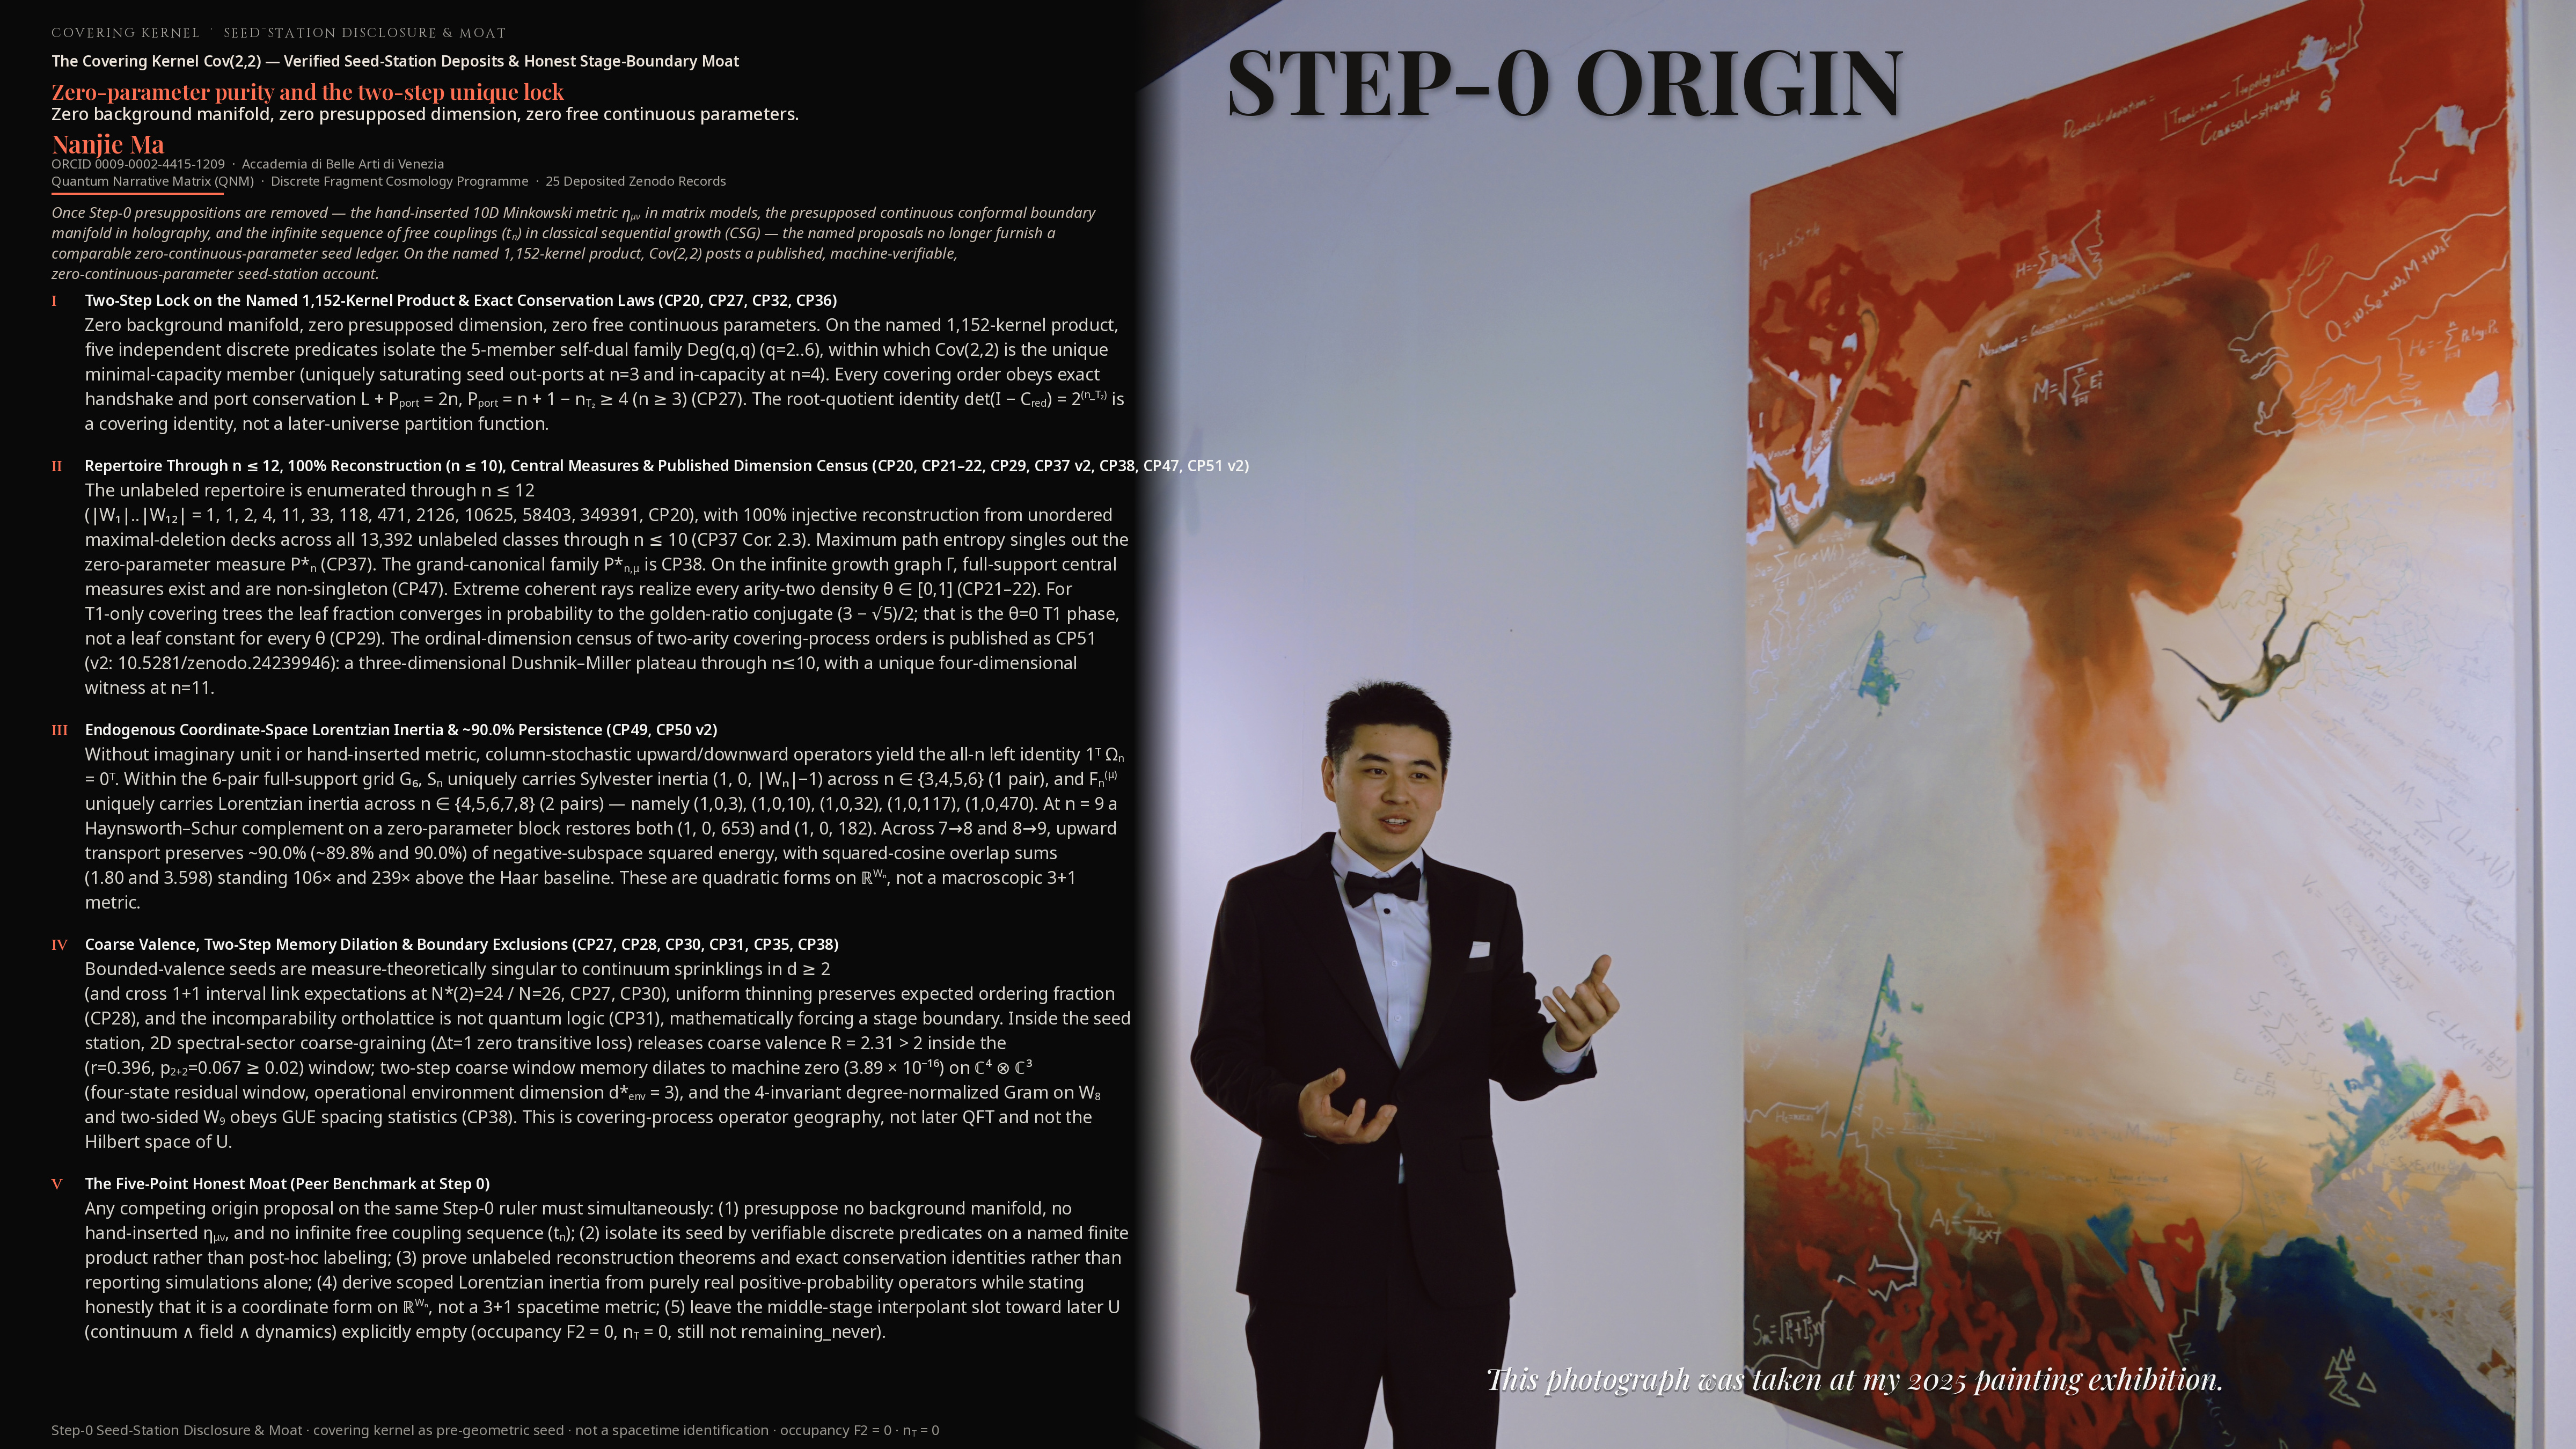 COVERING KERNEL · SEED–STATION DISCLOSURE & MOAT
The Covering Kernel Cov(2,2) — Verified Seed-Station Deposits & Honest Stage-Boundary Moat
Zero-parameter purity and the two-step unique lock
Zero background manifold, zero presupposed dimension, zero free continuous parameters.
Nanjie Ma
ORCID 0009-0002-4415-1209 · Accademia di Belle Arti di Venezia
Quantum Narrative Matrix (QNM) · Discrete Fragment Cosmology Programme · 25 Deposited Zenodo Records
Once Step-0 presuppositions are removed — the hand-inserted 10D Minkowski metric ημν in matrix models, the presupposed continuous conformal boundary
manifold in holography, and the infinite sequence of free couplings (tₙ) in classical sequential growth (CSG) — the named proposals no longer furnish a
comparable zero-continuous-parameter seed ledger. On the named 1,152-kernel product, Cov(2,2) posts a published, machine-verifiable,
zero-continuous-parameter seed-station account.
I Two-Step Lock on the Named 1,152-Kernel Product & Exact Conservation Laws (CP20, CP27, CP32, CP36)
Zero background manifold, zero presupposed dimension, zero free continuous parameters. On the named 1,152-kernel product,
five independent discrete predicates isolate the 5-member self-dual family Deg(q,q) (q=2..6), within which Cov(2,2) is the unique
minimal-capacity member (uniquely saturating seed out-ports at n=3 and in-capacity at n=4). Every covering order obeys exact
handshake and port conservation L + Pport = 2n, Pport = n + 1 − nT₂ ≥ 4 (n ≥ 3) (CP27). The root-quotient identity det(I − Cred) = 2^(n_T₂) is
a covering identity, not a later-universe partition function.
II Repertoire Through n ≤ 12, 100% Reconstruction (n ≤ 10), Central Measures & Published Dimension Census (CP20, CP21–22, CP29, CP37 v2, CP38, CP47, CP51 v2)
The unlabeled repertoire is enumerated through n ≤ 12
(|W₁|..|W₁₂| = 1, 1, 2, 4, 11, 33, 118, 471, 2126, 10625, 58403, 349391, CP20), with 100% injective reconstruction from unordered
maximal-deletion decks across all 13,392 unlabeled classes through n ≤ 10 (CP37 Cor. 2.3). Maximum path entropy singles out the
zero-parameter measure P*ₙ (CP37). The grand-canonical family P*n,μ is CP38. On the infinite growth graph Γ, full-support central
measures exist and are non-singleton (CP47). Extreme coherent rays realize every arity-two density θ ∈ [0,1] (CP21–22). For
T1-only covering trees the leaf fraction converges in probability to the golden-ratio conjugate (3 − √5)/2; that is the θ=0 T1 phase,
not a leaf constant for every θ (CP29). The ordinal-dimension census of two-arity covering-process orders is published as CP51
(v2: 10.5281/zenodo.24239946): a three-dimensional Dushnik–Miller plateau through n≤10, with a unique four-dimensional
witness at n=11.
III Endogenous Coordinate-Space Lorentzian Inertia & ~90.0% Persistence (CP49, CP50 v2)
Without imaginary unit i or hand-inserted metric, column-stochastic upward/downward operators yield the all-n left identity 1ᵀ Ωₙ
= 0ᵀ. Within the 6-pair full-support grid G₆, Sₙ uniquely carries Sylvester inertia (1, 0, |Wₙ|−1) across n ∈ {3,4,5,6} (1 pair), and Fₙ^(μ)
uniquely carries Lorentzian inertia across n ∈ {4,5,6,7,8} (2 pairs) — namely (1,0,3), (1,0,10), (1,0,32), (1,0,117), (1,0,470). At n = 9 a
Haynsworth–Schur complement on a zero-parameter block restores both (1, 0, 653) and (1, 0, 182). Across 7→8 and 8→9, upward
transport preserves ~90.0% (~89.8% and 90.0%) of negative-subspace squared energy, with squared-cosine overlap sums
(1.80 and 3.598) standing 106× and 239× above the Haar baseline. These are quadratic forms on ℝ^Wₙ, not a macroscopic 3+1
metric.
IV Coarse Valence, Two-Step Memory Dilation & Boundary Exclusions (CP27, CP28, CP30, CP31, CP35, CP38)
Bounded-valence seeds are measure-theoretically singular to continuum sprinklings in d ≥ 2
(and cross 1+1 interval link expectations at N*(2)=24 / N=26, CP27, CP30), uniform thinning preserves expected ordering fraction
(CP28), and the incomparability ortholattice is not quantum logic (CP31), mathematically forcing a stage boundary. Inside the seed
station, 2D spectral-sector coarse-graining (Δt=1 zero transitive loss) releases coarse valence R = 2.31 > 2 inside the
(r=0.396, p₂₊₂=0.067 ≥ 0.02) window; two-step coarse window memory dilates to machine zero (3.89 × 10⁻¹⁶) on ℂ⁴ ⊗ ℂ³
(four-state residual window, operational environment dimension d*env = 3), and the 4-invariant degree-normalized Gram on W₈
and two-sided W₉ obeys GUE spacing statistics (CP38). This is covering-process operator geography, not later QFT and not the
Hilbert space of U.
V The Five-Point Honest Moat (Peer Benchmark at Step 0)
Any competing origin proposal on the same Step-0 ruler must simultaneously: (1) presuppose no background manifold, no
hand-inserted ημν, and no infinite free coupling sequence (tₙ); (2) isolate its seed by verifiable discrete predicates on a named finite
product rather than post-hoc labeling; (3) prove unlabeled reconstruction theorems and exact conservation identities rather than
reporting simulations alone; (4) derive scoped Lorentzian inertia from purely real positive-probability operators while stating
honestly that it is a coordinate form on ℝ^Wₙ, not a 3+1 spacetime metric; (5) leave the middle-stage interpolant slot toward later U
(continuum ∧ field ∧ dynamics) explicitly empty (occupancy F2 = 0, nT = 0, still not remaining_never).
Step-0 Seed-Station Disclosure & Moat · covering kernel as pre-geometric seed · not a spacetime identification · occupancy F2 = 0 · nT = 0
STEP-0 ORIGIN
Causal-strength
This photograph was taken at my 2025 painting exhibition.